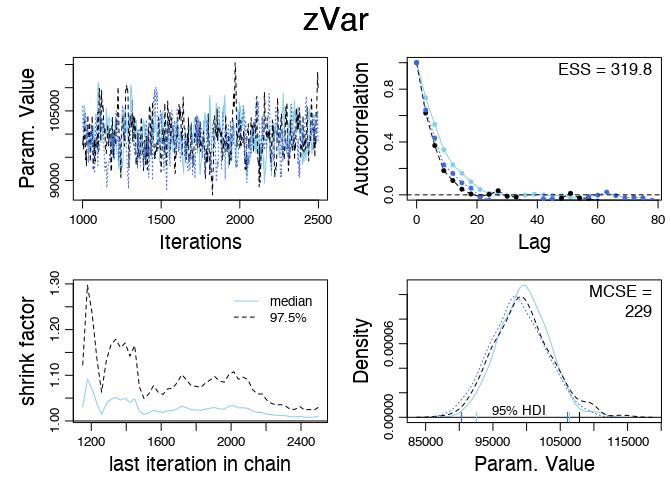 zVar
Param. Value
90000
105000
1000
1500
2000
2500
Iterations
Autocorrelation
0.0
0.4
0.8
ESS = 319.8
0
20
40
60
80
Lag
shrink factor
1.00
1.10
1.20
1.30
median
97.5%
1200
1600
2000
2400
last iteration in chain
Density
0.00000
0.00006
MCSE =
229
95% HDI
85000
95000
105000
115000
Param. Value